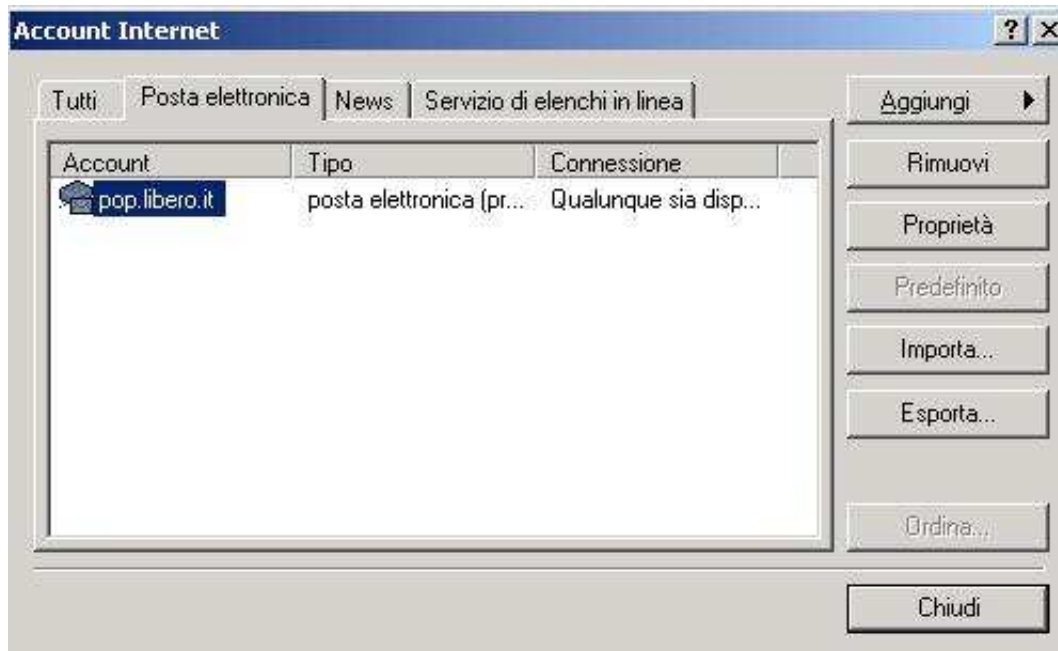 Account Internet
Tutti Posta elettronica News Servizio di elenchi in linea
Account Tipo Connessione
pop.libero.it posta elettronica (pr... Qualunque sia disp...
Aggiungi
Rimuovi
Proprietà
Predefinito
Importa...
Esporta...
Ordina...
Chiudi